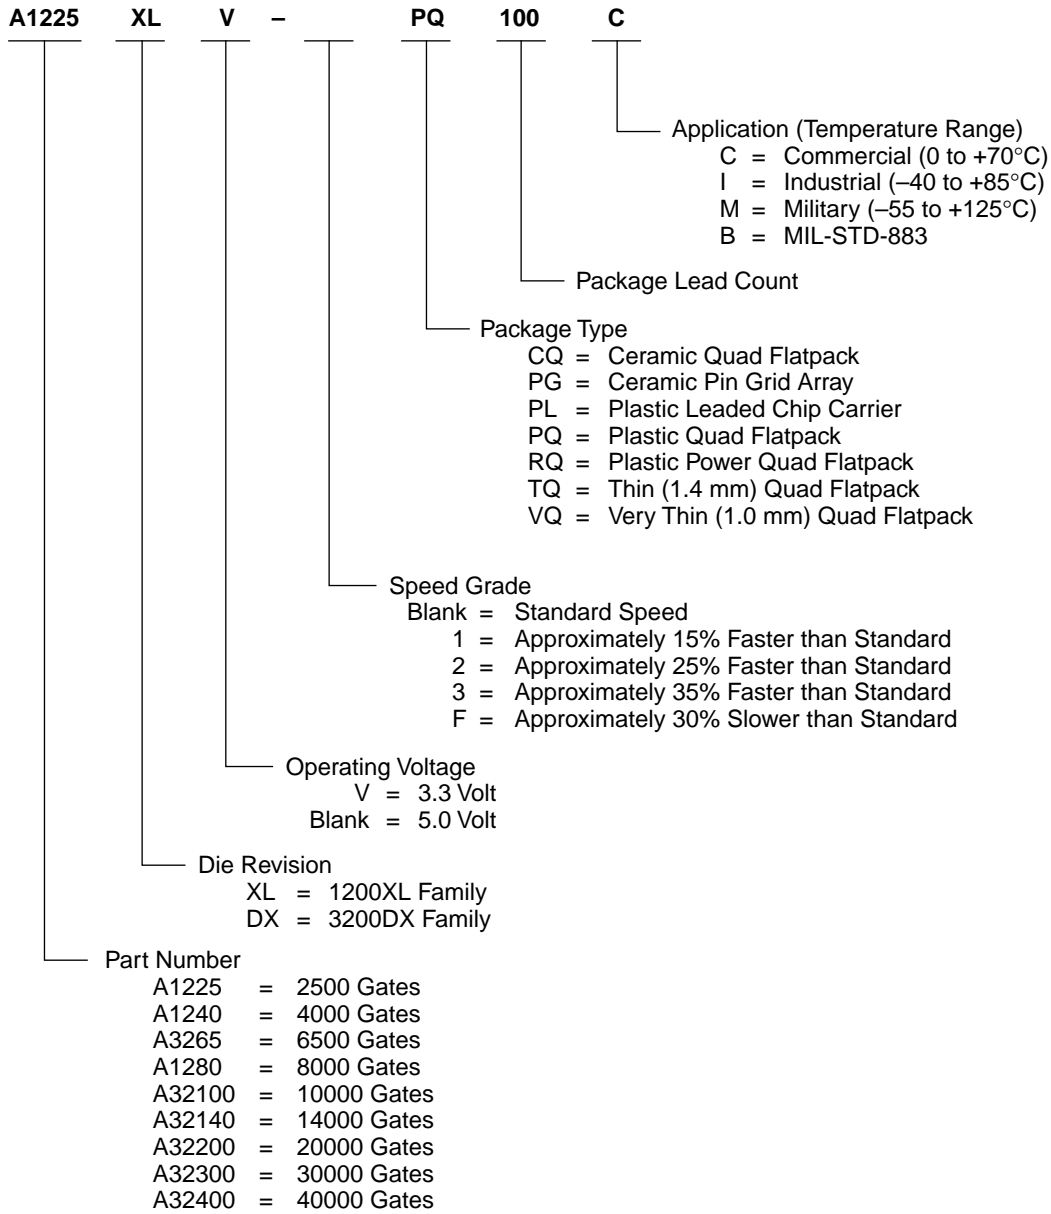 A1225 XL V – PQ 100 C
Application (Temperature Range)
C = Commercial (0 to +70°C)
I = Industrial (–40 to +85°C)
M = Military (–55 to +125°C)
B = MIL-STD-883
Package Lead Count
Package Type
CQ = Ceramic Quad Flatpack
PG = Ceramic Pin Grid Array
PL = Plastic Leaded Chip Carrier
PQ = Plastic Quad Flatpack
RQ = Plastic Power Quad Flatpack
TQ = Thin (1.4 mm) Quad Flatpack
VQ = Very Thin (1.0 mm) Quad Flatpack
Speed Grade
Blank = Standard Speed
1 = Approximately 15% Faster than Standard
2 = Approximately 25% Faster than Standard
3 = Approximately 35% Faster than Standard
F = Approximately 30% Slower than Standard
Operating Voltage
V = 3.3 Volt
Blank = 5.0 Volt
Die Revision
XL = 1200XL Family
DX = 3200DX Family
Part Number
A1225 = 2500 Gates
A1240 = 4000 Gates
A3265 = 6500 Gates
A1280 = 8000 Gates
A32100 = 10000 Gates
A32140 = 14000 Gates
A32200 = 20000 Gates
A32300 = 30000 Gates
A32400 = 40000 Gates